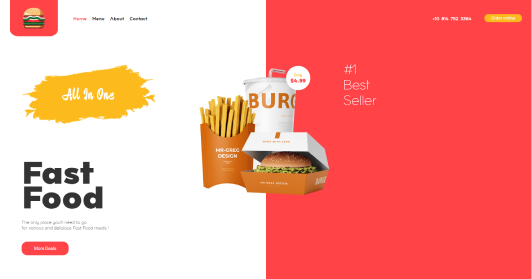 Home Menu About Contact
+10 814 752 3364
Order online
All In One
Only
$4.99
#1
Best
Seller
BURG
MR-GREC
DESIGN
Fast
Food
The only place you'll need to go
for various and delicious Fast Food meals !
More Deals